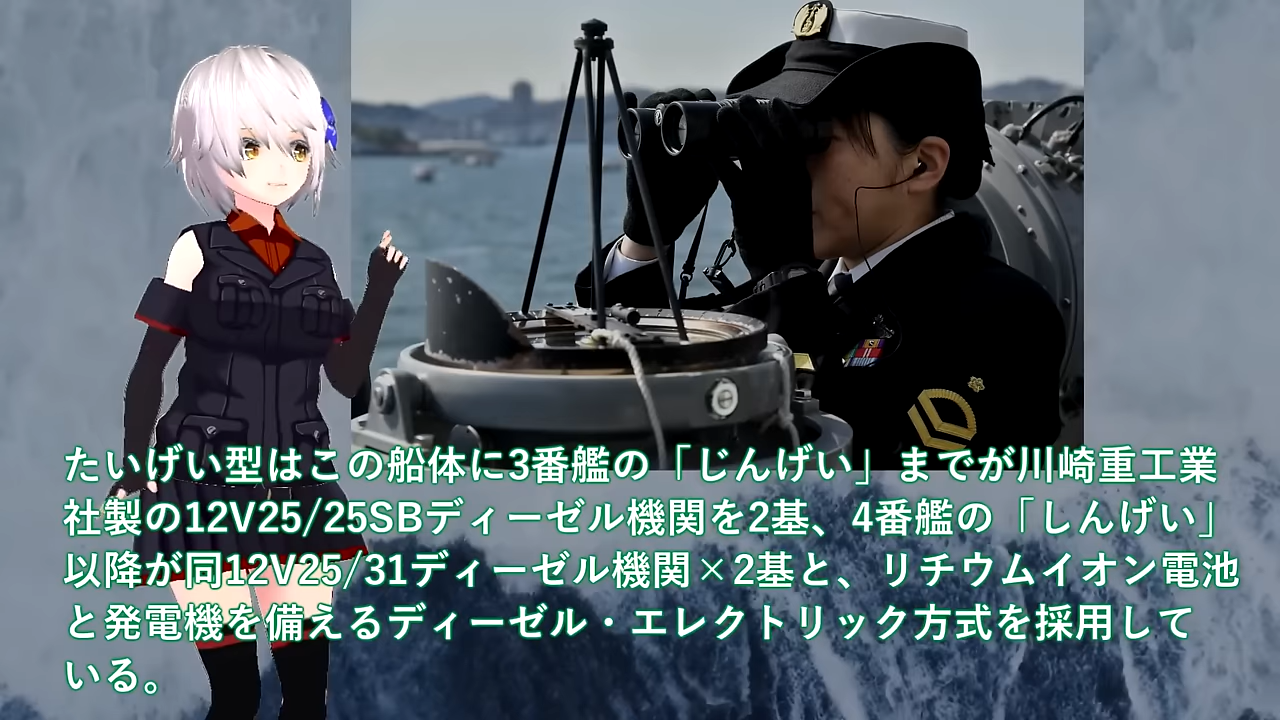 たいげい型はこの船体に3番艦の「じんげい」までが川崎重工業
社製の12V25/25SBディーゼル機関を2基、4番艦の「しんげい」
以降が同12V25/31ディーゼル機関×2基と、リチウムイオン電池
と発電機を備えるディーゼル・エレクトリック方式を採用して
いる。